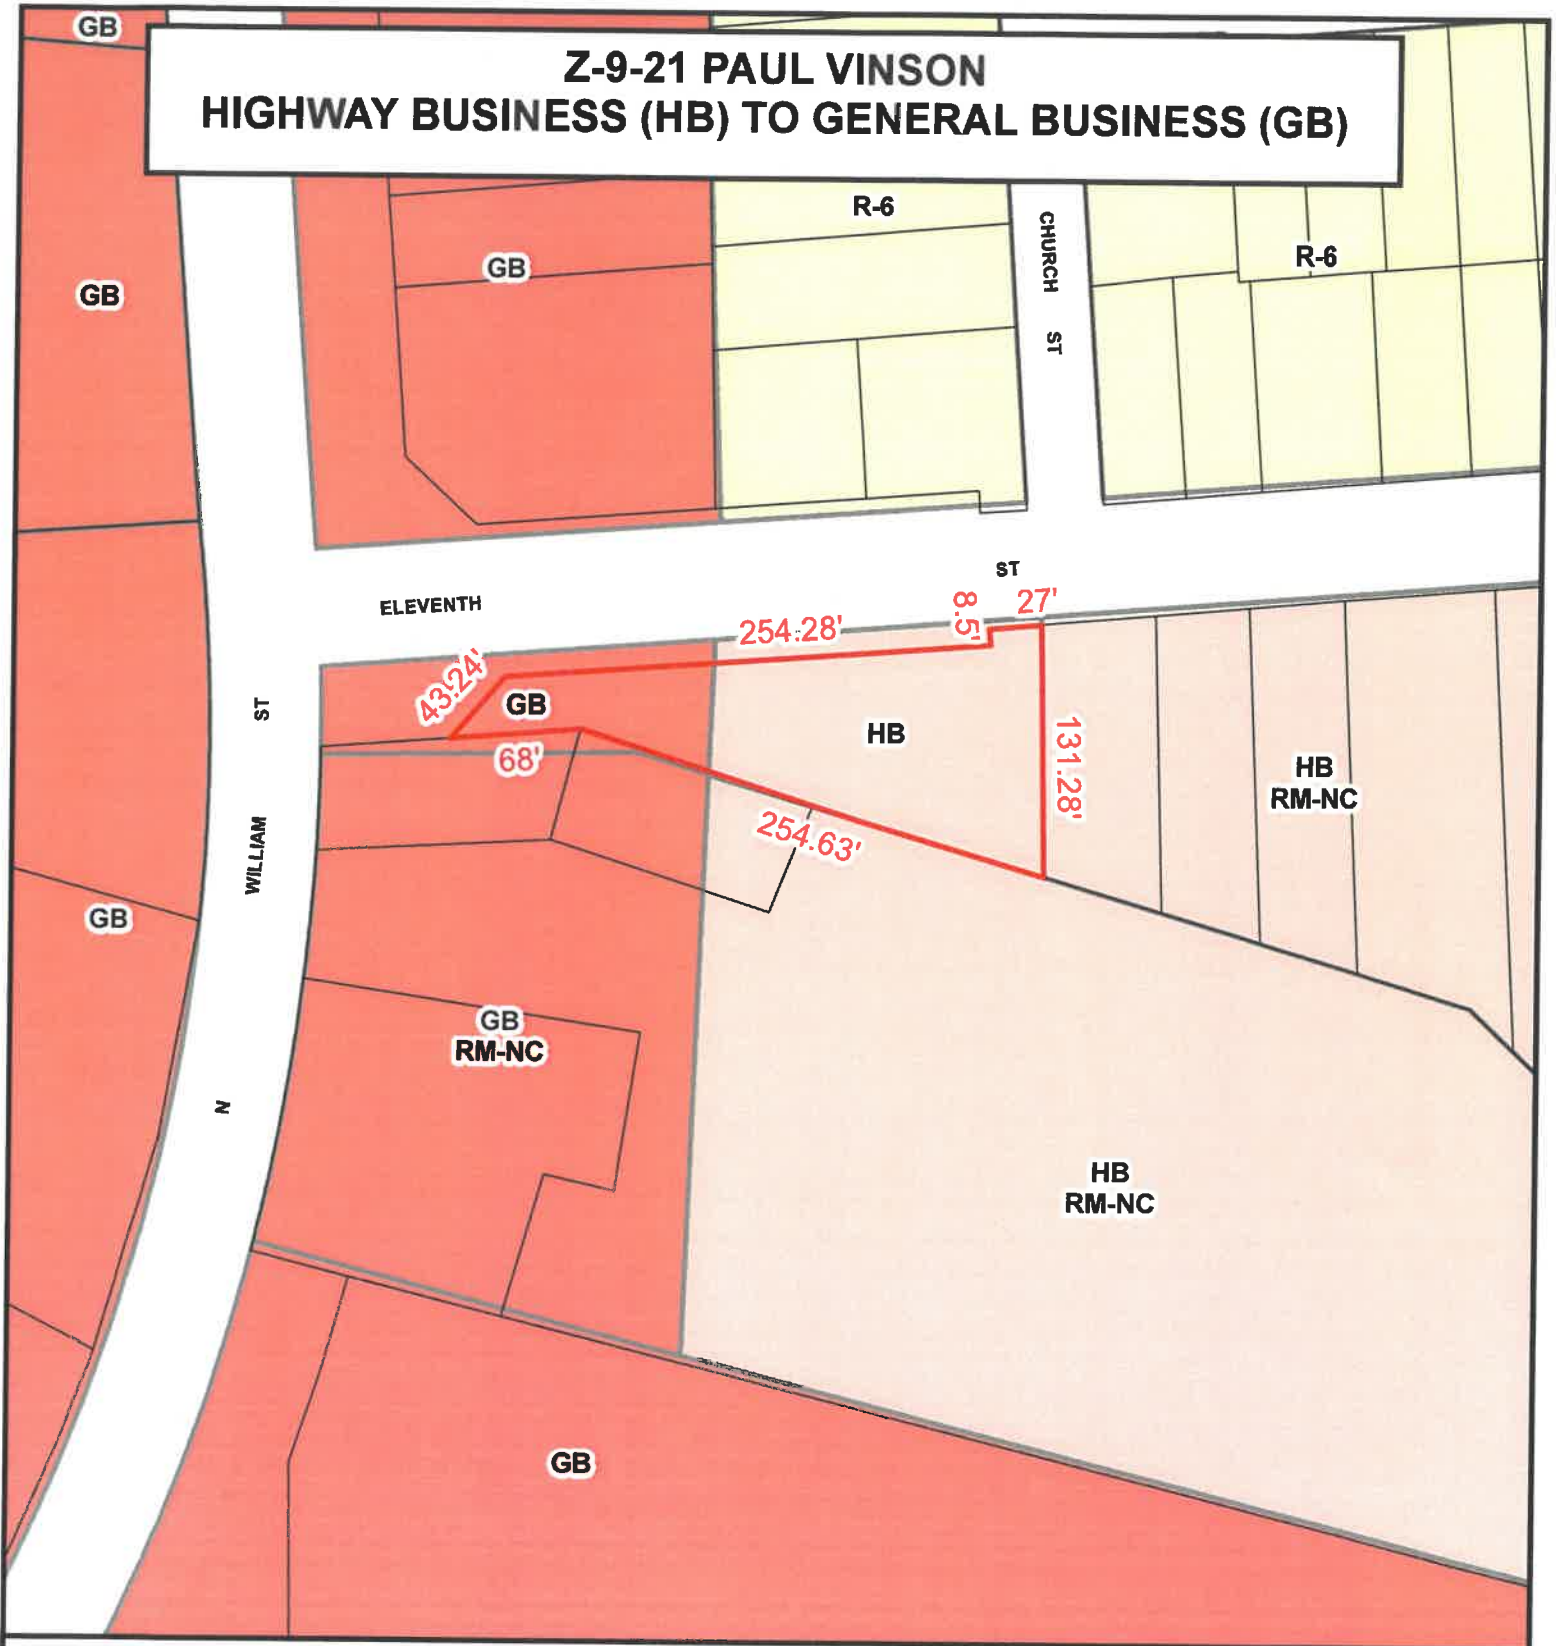 GB
Z-9-21 PAUL VINSON
HIGHWAY BUSINESS (HB) TO GENERAL BUSINESS (GB)
R-6
CHURCH ST
R-6
GB
GB
ST
ELEVENTH
8.5'
27'
254.28'
43.24'
GB
ST
HB
68'
131.28'
HB
RM-NC
254.63'
WILLIAM
GB
GB
RM-NC
N
HB
RM-NC
GB